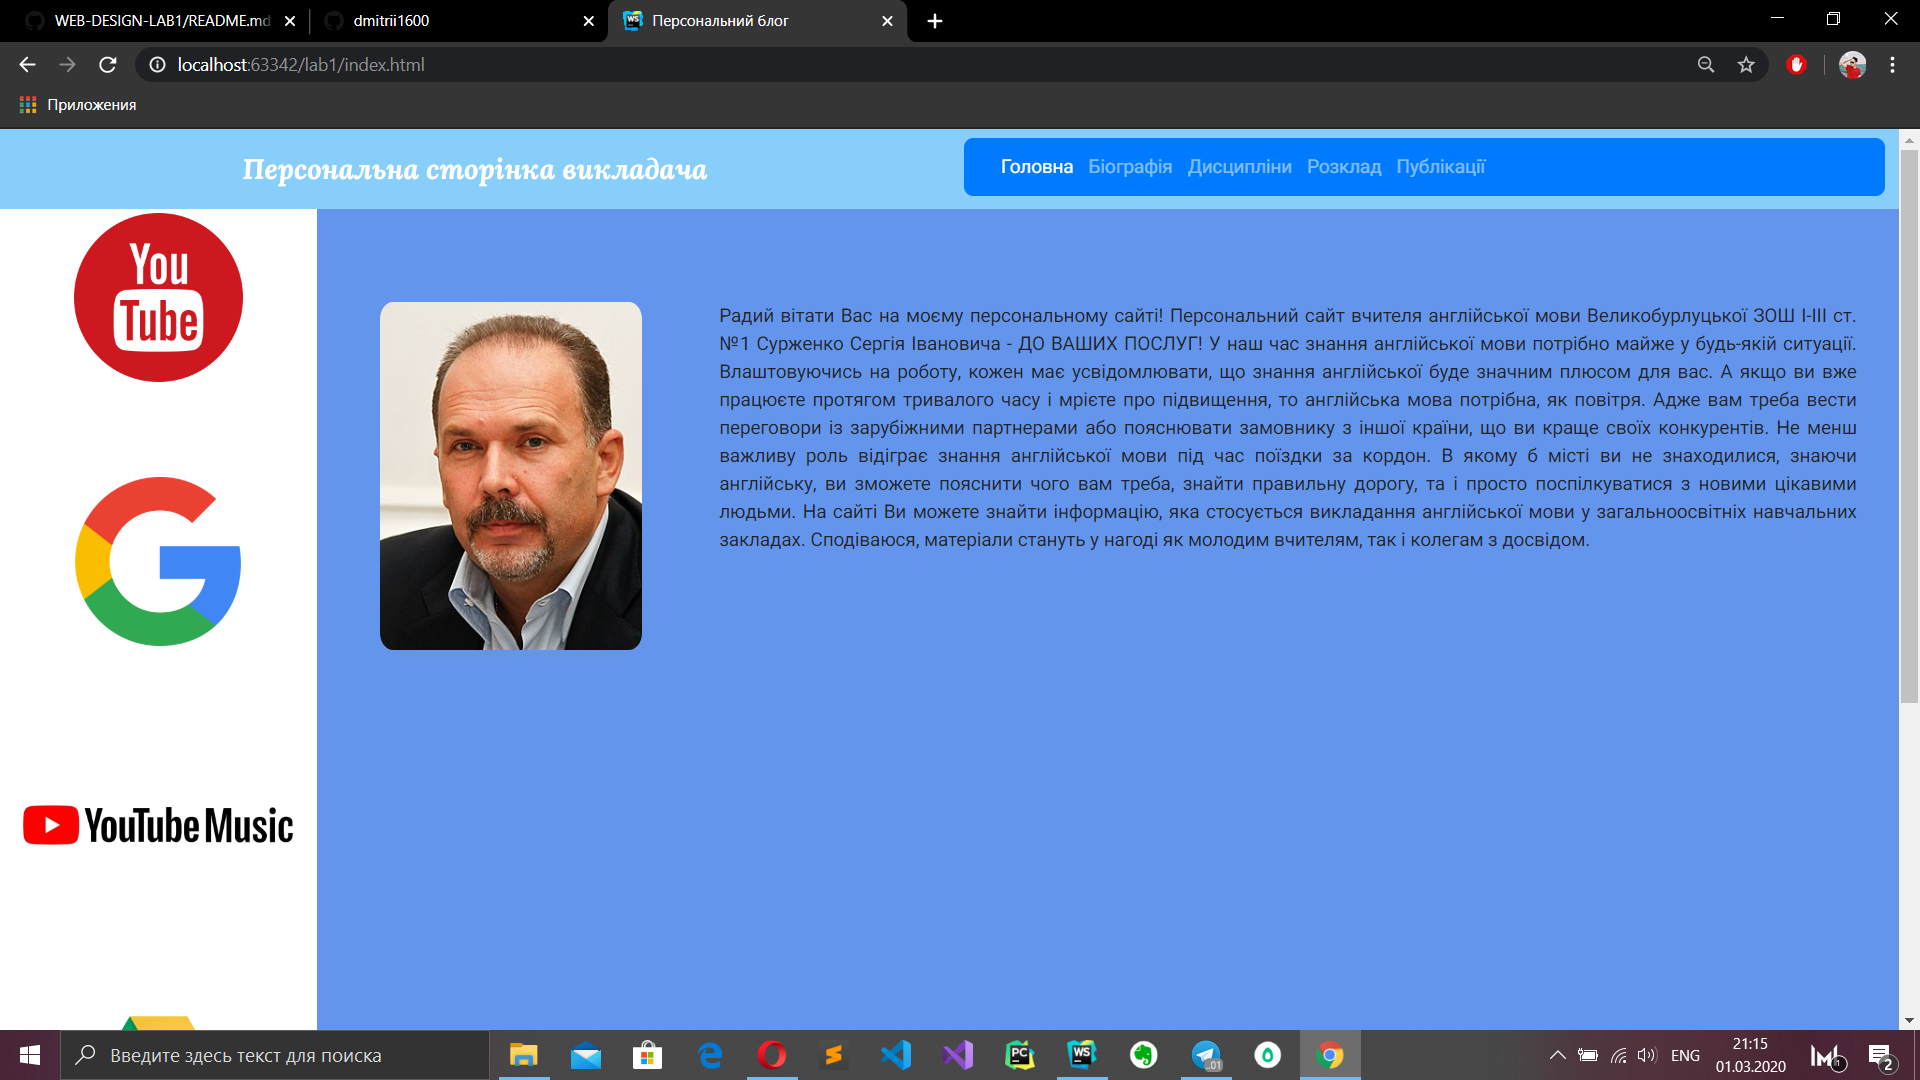 WEB-DESIGN-LAB1/README.md
dmitrii1600
Персональний блог
localhost:63342/lab1/index.html
Приложения
Персональна сторінка викладача
Головна Біографія Дисципліни Розклад Публікації
You
Tube
Радий вітати Вас на моєму персональному сайті! Персональний сайт вчителя англійської мови Великобурлуцької ЗОШ І-ІІІ ст.
№1 Сурженко Сергія Івановича - ДО ВАШИХ ПОСЛУГ! У наш час знання англійської мови потрібно майже у будь-якій ситуації.
Влаштовуючись на роботу, кожен має усвідомлювати, що знання англійської буде значним плюсом для вас. А якщо ви вже
працюєте протягом тривалого часу і мрієте про підвищення, то англійська мова потрібна, як повітря. Адже вам треба вести
переговори із зарубіжними партнерами або пояснювати замовнику з іншої країни, що ви краще своїх конкурентів. Не менш
важливу роль відіграє знання англійської мови під час поїздки за кордон. В якому б місті ви не знаходилися, знаючи
англійську, ви зможете пояснити чого вам треба, знайти правильну дорогу, та і просто поспілкуватися з новими цікавими
людьми. На сайті Ви можете знайти інформацію, яка стосується викладання англійської мови у загальноосвітніх навчальних
закладах. Сподіваюся, матеріали стануть у нагоді як молодим вчителям, так і колегам з досвідом.
YouTube Music
Введите здесь текст для поиска
PC
WS
..01
ENG
21:15
01.03.2020
2